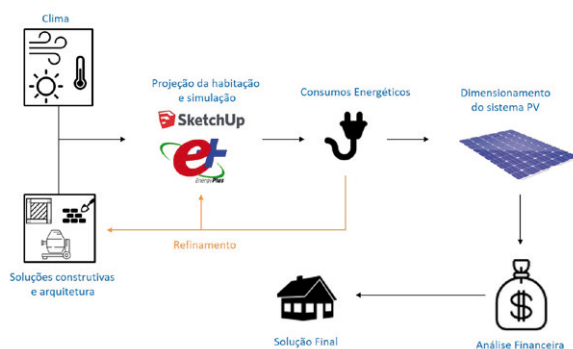 Clima
Projeção da habitação
e simulação
SketchUp
e+
EnergyPlus
Consumos Energéticos
Dimensionamento
do sistema PV
Refinamento
Soluções construtivas
e arquitetura
$
Solução Final
Análise Financeira